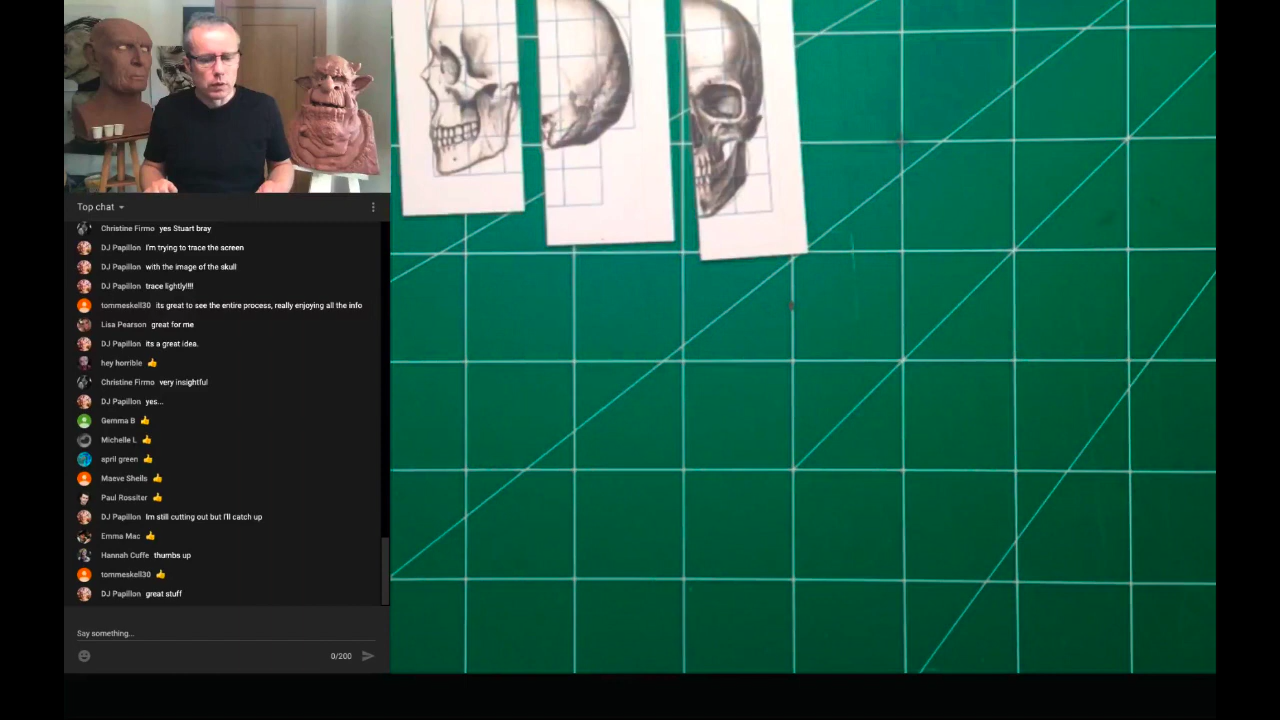 Top chat
Christine Firmo yes Stuart bray
DJ Papillon I'm trying to trace the screen
DJ Papillon with the image of the skull
DJ Papillon trace lightly!!!!
tommeskell30 its great to see the entire process, really enjoying all the info
Lisa Pearson great for me
DJ Papillon its a great idea.
hey horrible 👍
Christine Firmo very insightful
DJ Papillon yes...
Gemma B 👍
Michelle L 👍
april green 👍
Maeve Shells 👍
Paul Rossiter 👍
DJ Papillon Im still cutting out but I'll catch up
Emma Mac 👍
Hannah Cuffe thumbs up
tommeskell30 👍
DJ Papillon great stuff
Say something...
0/200